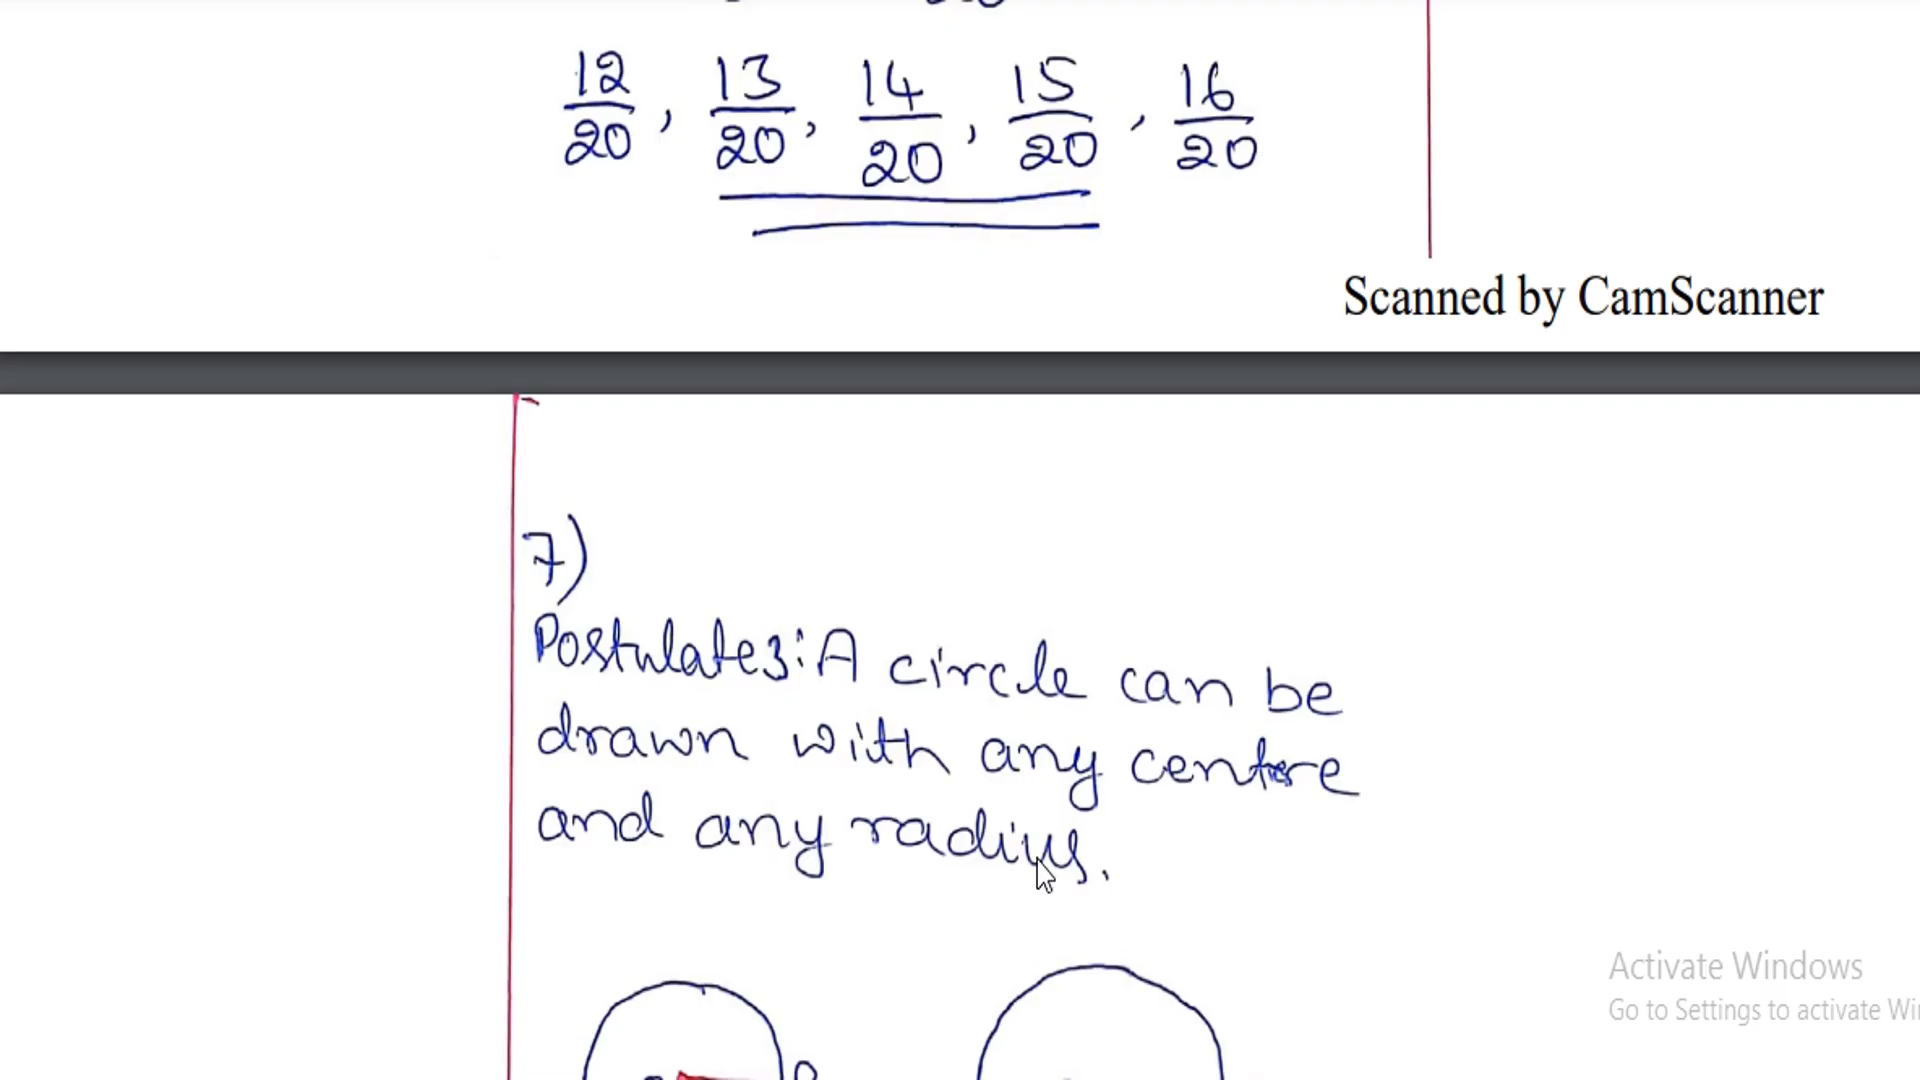 12/20, 13/20, 14/20, 15/20, 16/20
Scanned by CamScanner
7)
Postulate3: A circle can be
drawn with any centre
and any radius.
Activate Windows
Go to Settings to activate Wi